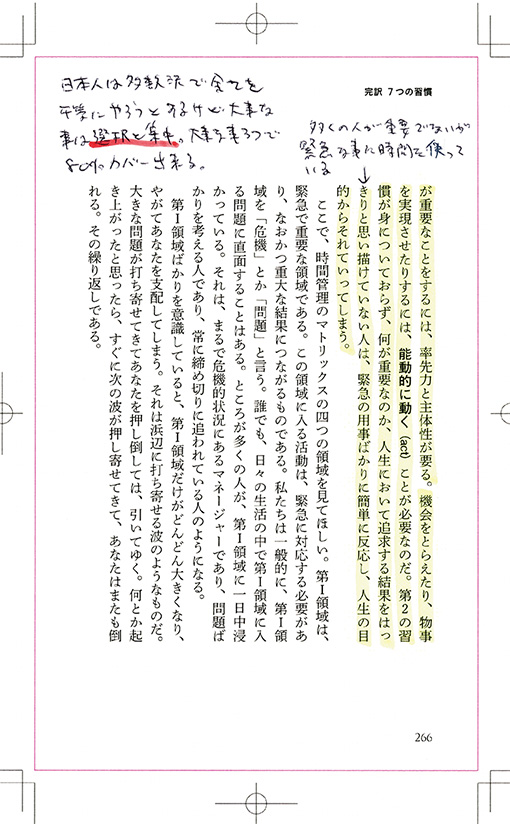 完訳 7つの習慣
日本人は多数決で全てを
平等にやろうとするけど大事な
事は選択と集中。大事な事3つで
80%カバー出来る。
多くの人が重要でないが
緊急な事に時間を使って
いる
が重要なことをするには、率先力と主体性が要る。機会をとらえたり、物事
を実現させたりするには、能動的に動く(act)ことが必要なのだ。第2の習
慣が身についておらず、何が重要なのか、人生において追求する結果をはっ
きりと思い描けていない人は、緊急の用事ばかりに簡単に反応し、人生の目
的からそれていってしまう。
ここで、時間管理のマトリックスの四つの領域を見てほしい。第Ⅰ領域は、
緊急で重要な領域である。この領域に入る活動は、緊急に対応する必要があ
り、なおかつ重大な結果につながるものである。私たちは一般的に、第Ⅰ領
域を「危機」とか「問題」と言う。誰でも、日々の生活の中で第Ⅰ領域に入
る問題に直面することはある。ところが多くの人が、第Ⅰ領域に一日中浸
かっている。それは、まるで危機的状況にあるマネージャーであり、問題ば
かりを考える人であり、常に締め切りに追われている人のようになる。
第Ⅰ領域ばかりを意識していると、第Ⅰ領域だけがどんどん大きくなり、
やがてあなたを支配してしまう。それは浜辺に打ち寄せる波のようなものだ。
大きな問題が打ち寄せてきてあなたを押し倒しては、引いてゆく。何とか起
き上がったと思ったら、すぐに次の波が押し寄せてきて、あなたはまたも倒
れる。その繰り返しである。
266